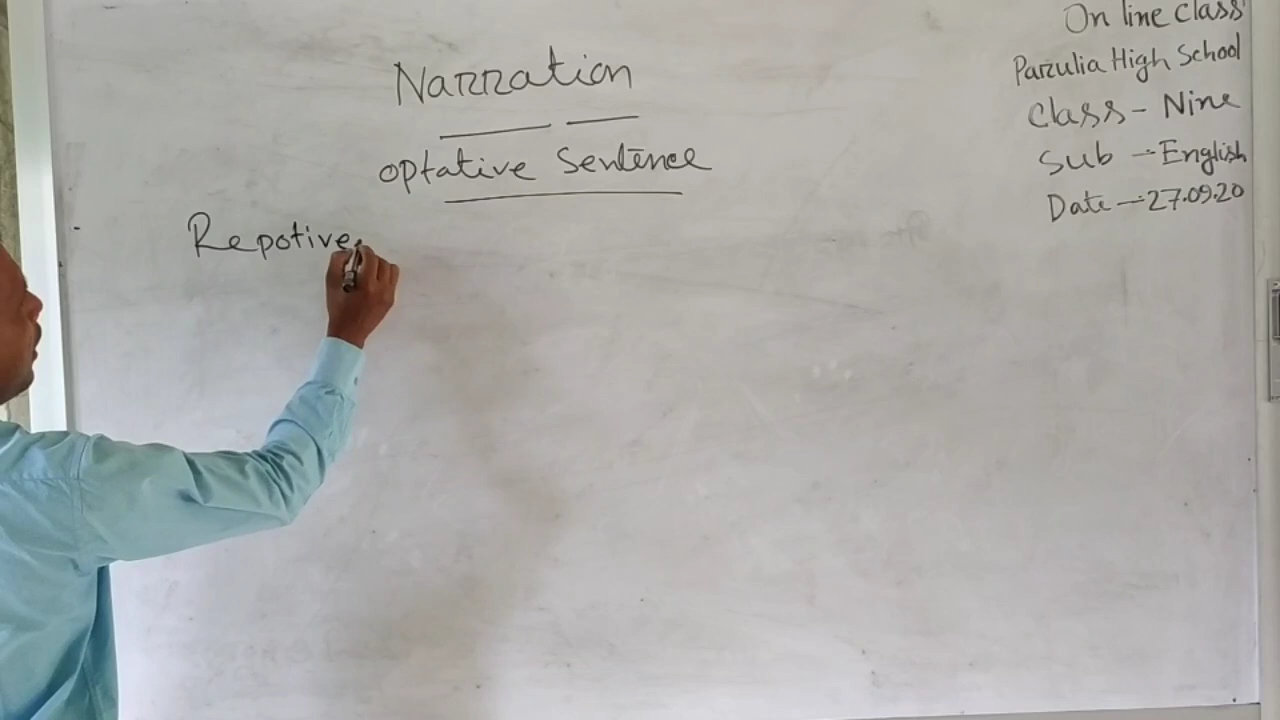 Narration
Optative Sentence
Repotive
On line class
Parulia High School
Class - Nine
Sub - English
Date - 27.09.20